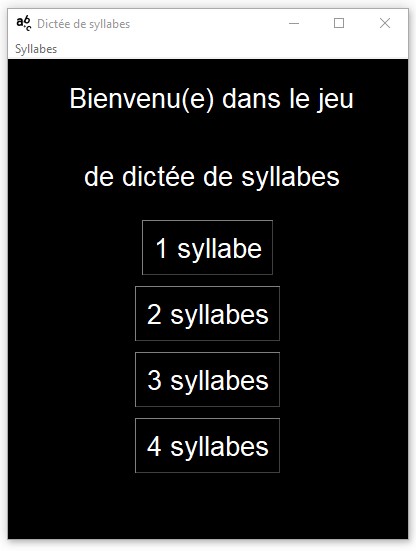 Dictée de syllabes
Syllabes
Bienvenu(e) dans le jeu
de dictée de syllabes
1 syllabe
2 syllabes
3 syllabes
4 syllabes